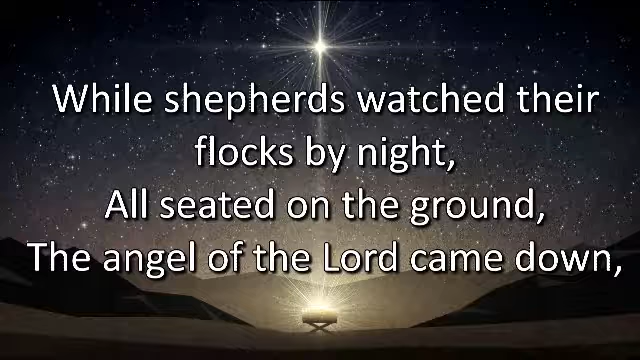 While shepherds watched their
flocks by night,
All seated on the ground,
The angel of the Lord came down,